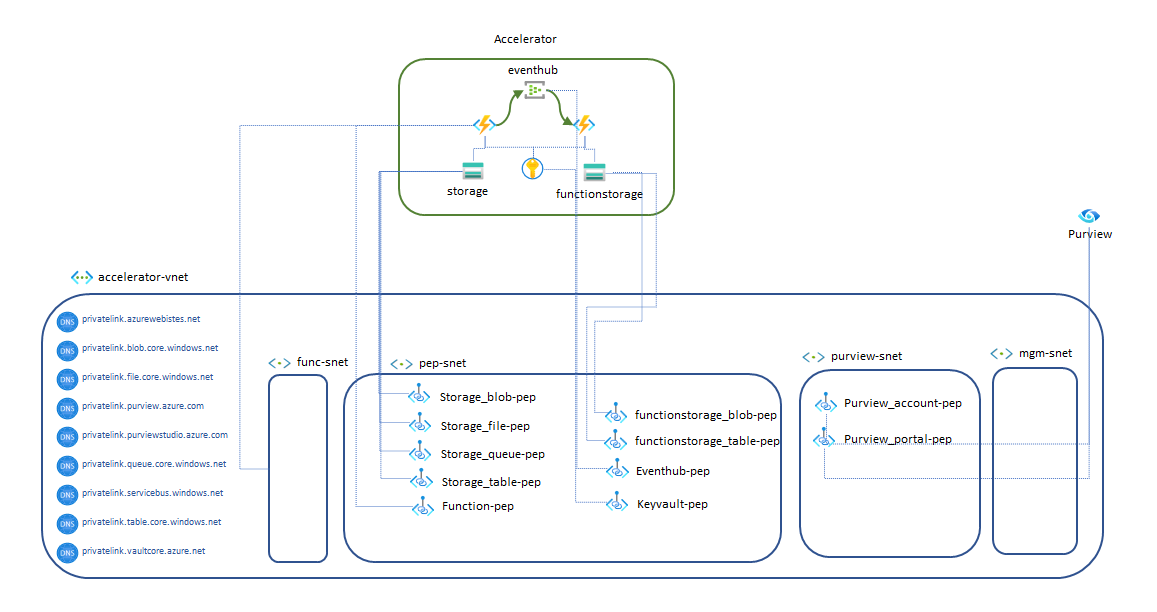 Accelerator
eventhub
storage
functionstorage
Purview
accelerator-vnet
DNS privatelink.azurewebistes.net
DNS privatelink.blob.core.windows.net
DNS privatelink.file.core.windows.net
DNS privatelink.purview.azure.com
DNS privatelink.purviewstudio.azure.com
DNS privatelink.queue.core.windows.net
DNS privatelink.servicebus.windows.net
DNS privatelink.table.core.windows.net
DNS privatelink.vaultcore.azure.net
func-snet
pep-snet
Storage_blob-pep
Storage_file-pep
Storage_queue-pep
Storage_table-pep
Function-pep
functionstorage_blob-pep
functionstorage_table-pep
Eventhub-pep
Keyvault-pep
purview-snet
Purview_account-pep
Purview_portal-pep
mgm-snet